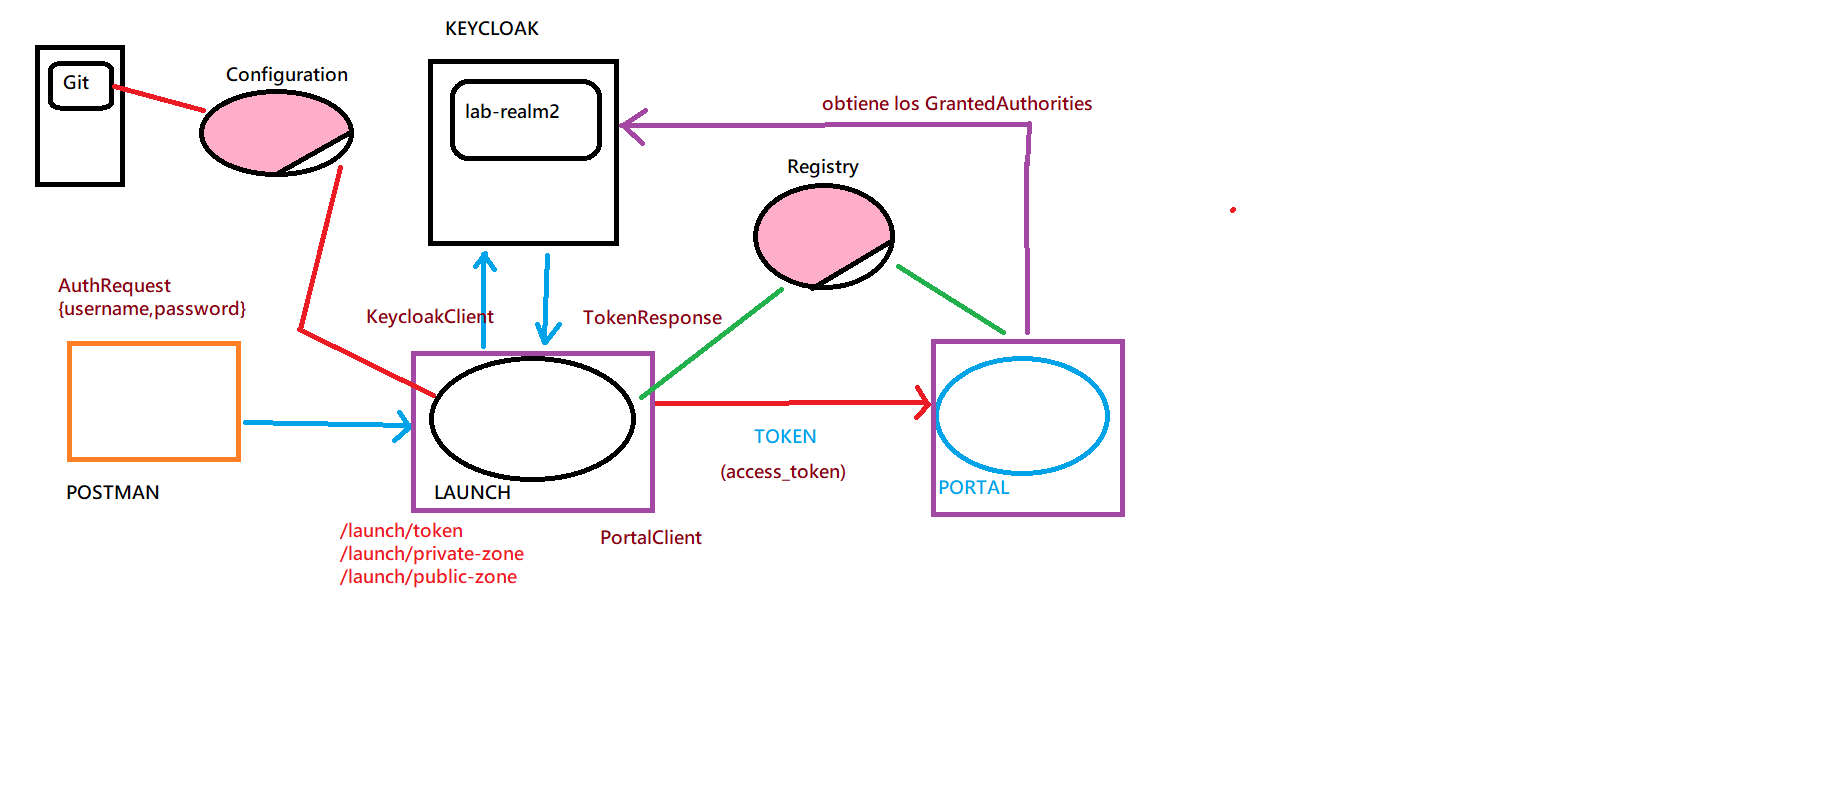 KEYCLOAK
Git
Configuration
lab-realm2
obtiene los GrantedAuthorities
Registry
AuthRequest
{username,password}
KeycloakClient
TokenResponse
TOKEN
(access_token)
POSTMAN
LAUNCH
PORTAL
/launch/token
/launch/private-zone
/launch/public-zone
PortalClient